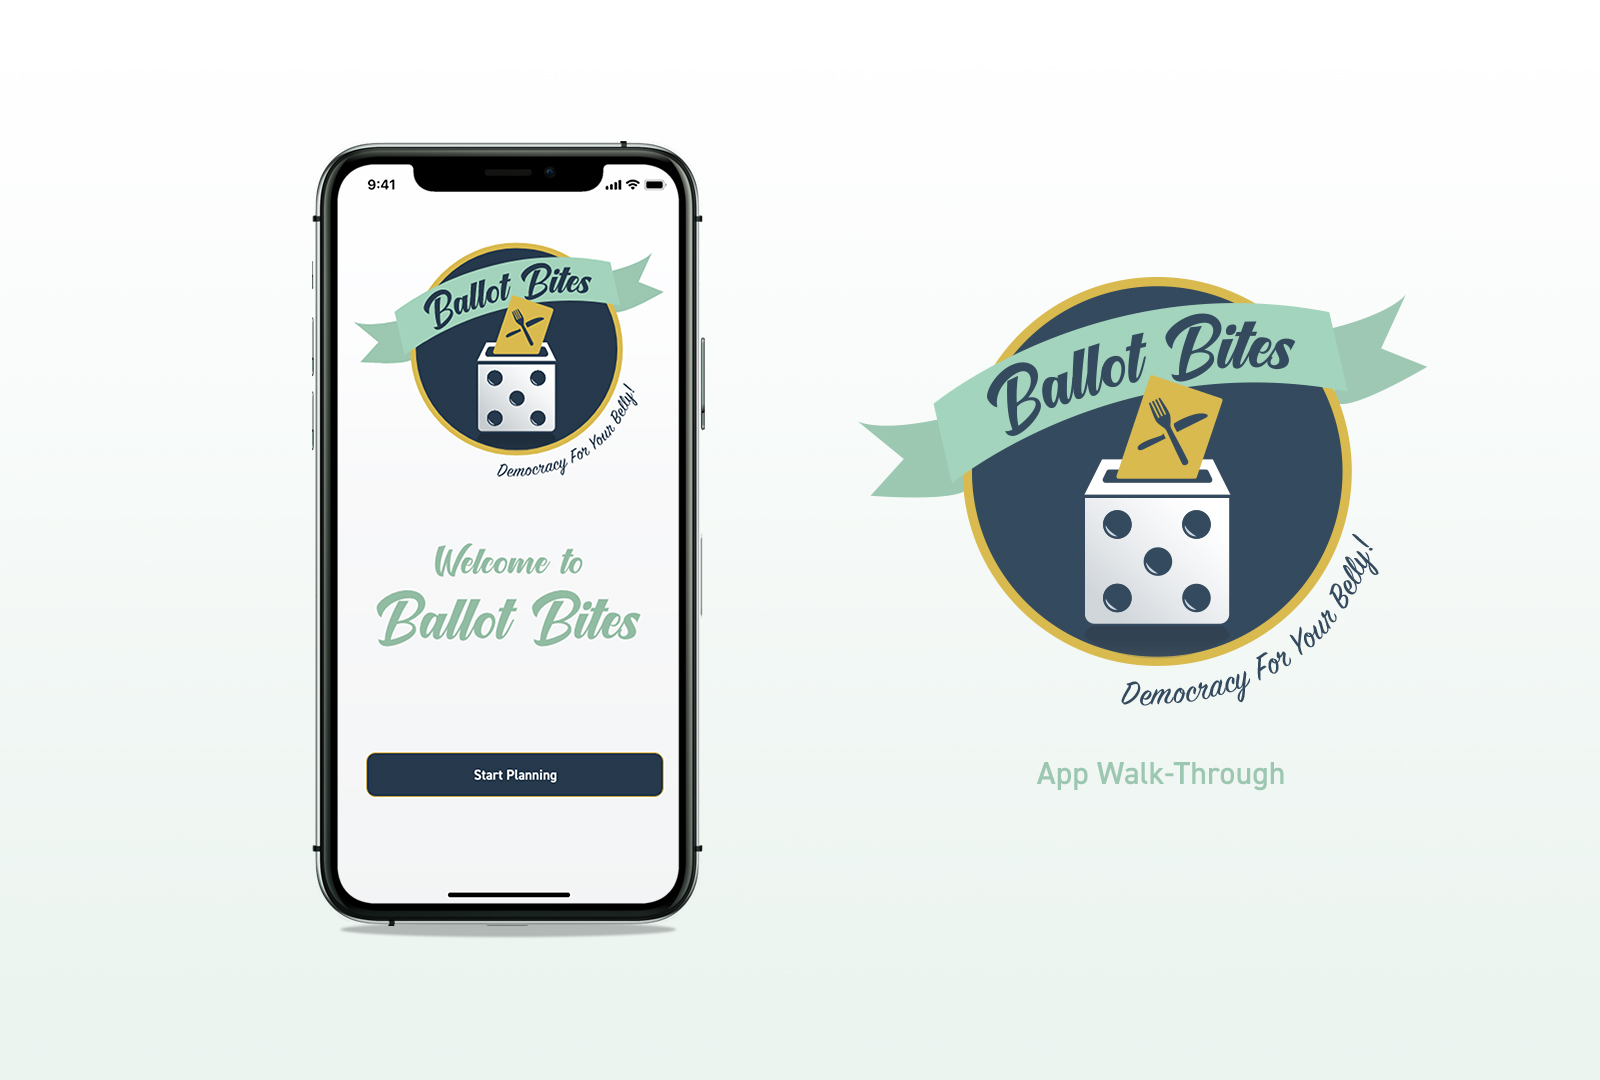 9:41
Ballot Bites
Democracy For Your Belly!
Welcome to
Ballot Bites
Start Planning
Ballot Bites
Democracy For Your Belly!
App Walk-Through